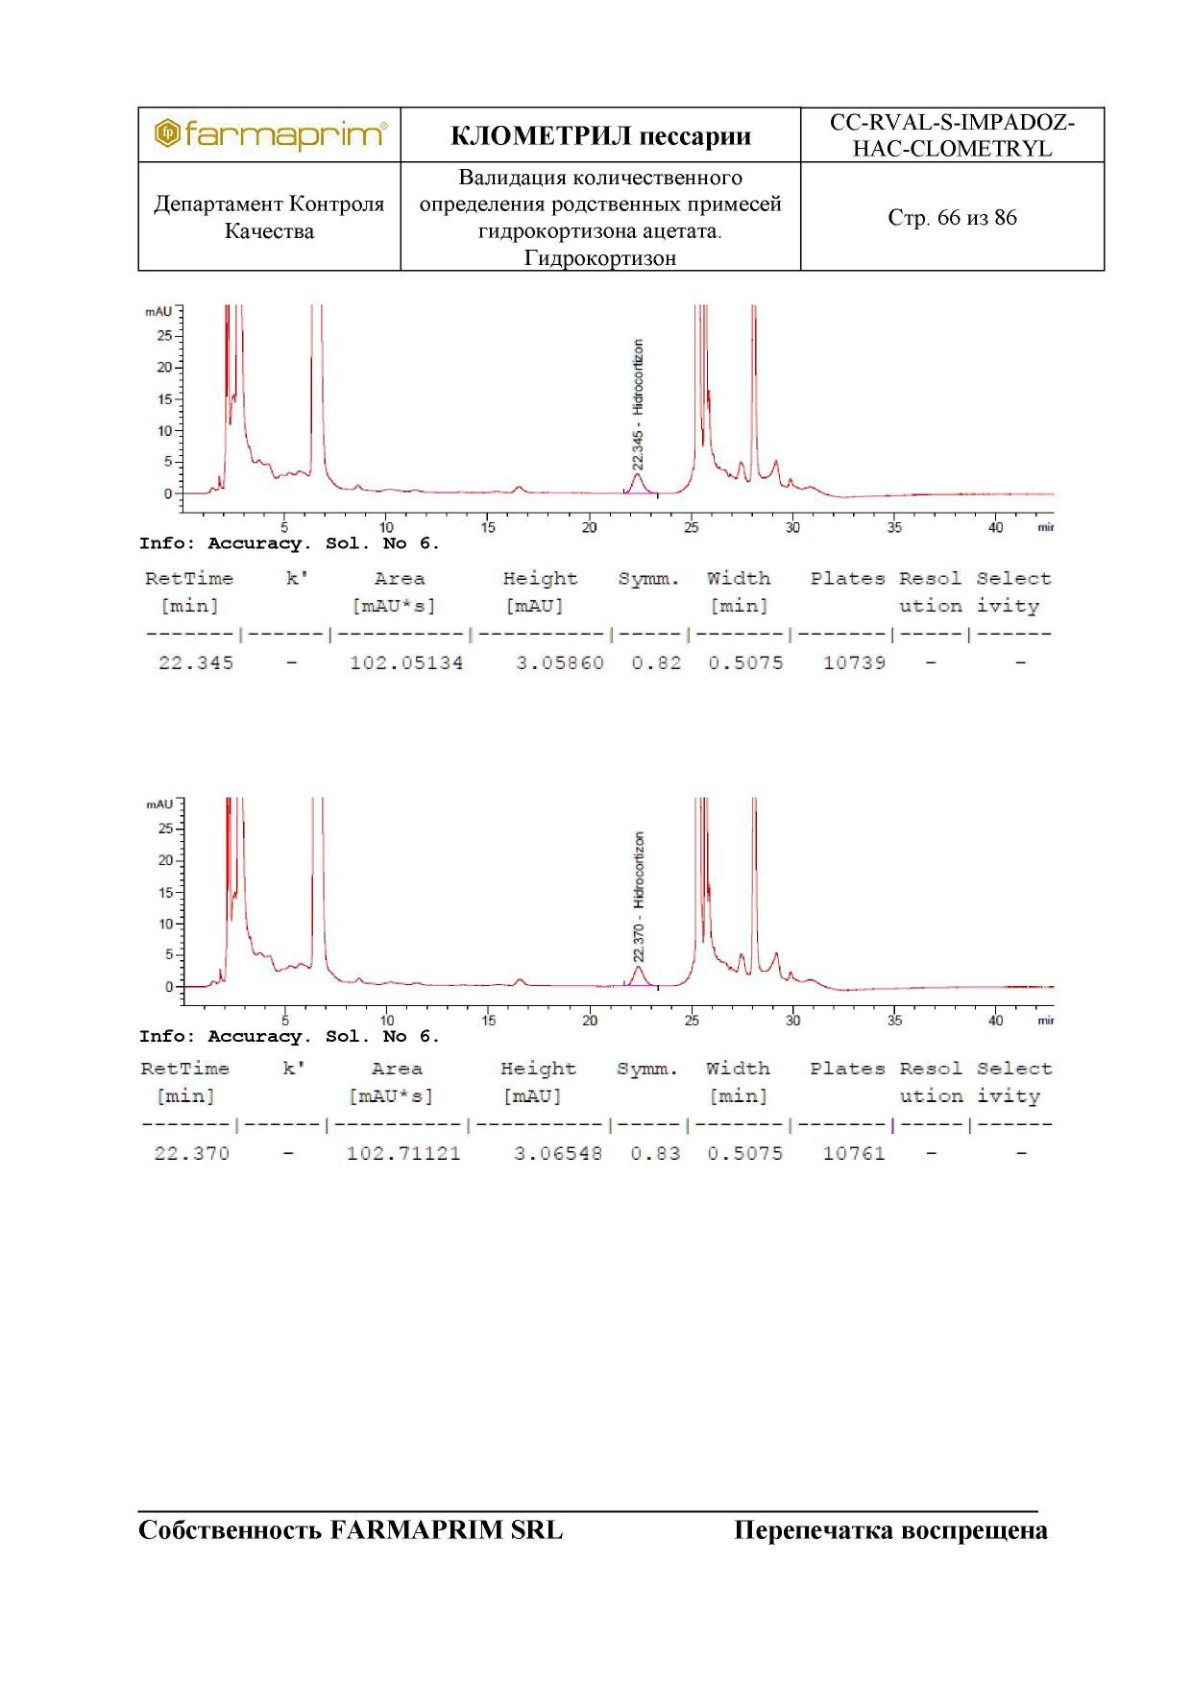 farmaprim®
КЛОМЕТРИЛ пессарии
CC-RVAL-S-IMPADOZ-
HAC-CLOMETRYL
Департамент Контроля
Качества
Валидация количественного
определения родственных примесей
гидрокортизона ацетата.
Гидрокортизон
Стр. 66 из 86
mAU
25
20
15
10
5
0
22.345 - Hidrocortizon
5 10 15 20 25 30 35 40 min
Info: Accuracy. Sol. No 6.
RetTime k' Area Height Symm. Width Plates Resol Select
[min] [mAU*s] [mAU] [min] ution ivity
-------|------|----------|----------|-----|-------|-------|-----|------
22.345 - 102.05134 3.05860 0.82 0.5075 10739 - -
mAU
25
20
15
10
5
0
22.370 - Hidrocortizon
5 10 15 20 25 30 35 40 min
Info: Accuracy. Sol. No 6.
RetTime k' Area Height Symm. Width Plates Resol Select
[min] [mAU*s] [mAU] [min] ution ivity
-------|------|----------|----------|-----|-------|-------|-----|------
22.370 - 102.71121 3.06548 0.83 0.5075 10761 - -
Собственность FARMAPRIM SRL Перепечатка воспрещена